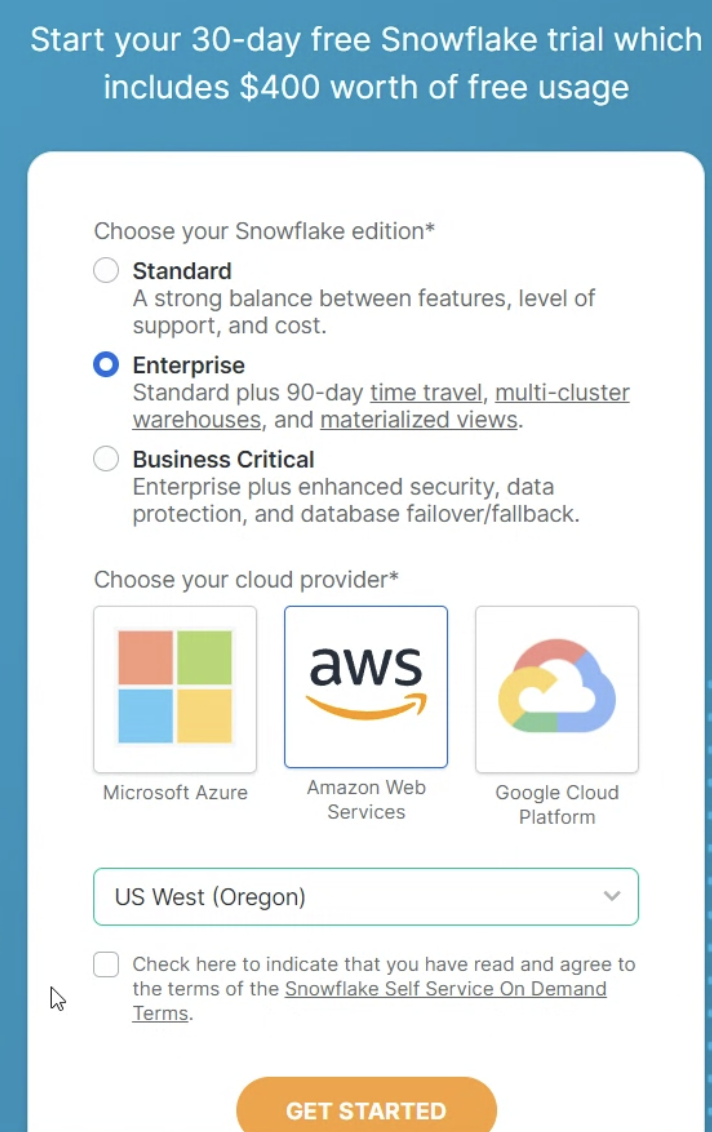 Start your 30-day free Snowflake trial which
includes $400 worth of free usage
Choose your Snowflake edition*
Standard
A strong balance between features, level of
support, and cost.
Enterprise
Standard plus 90-day time travel, multi-cluster
warehouses, and materialized views.
Business Critical
Enterprise plus enhanced security, data
protection, and database failover/fallback.
Choose your cloud provider*
aws
Microsoft Azure
Amazon Web
Services
Google Cloud
Platform
US West (Oregon)
Check here to indicate that you have read and agree to
the terms of the Snowflake Self Service On Demand
Terms.
GET STARTED